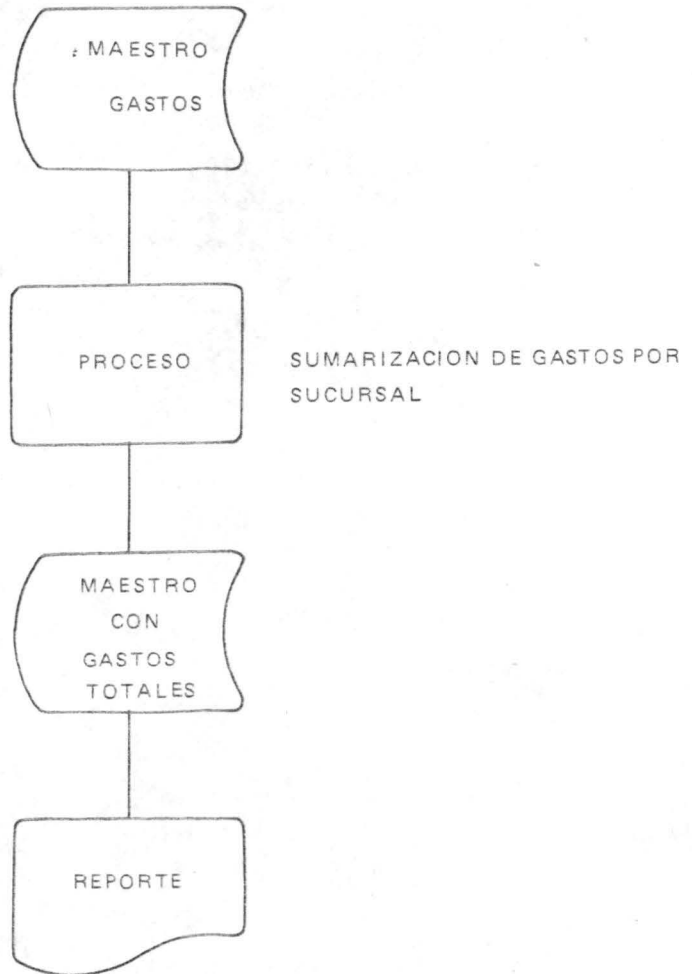 MAESTRO
GASTOS
PROCESO
SUMARIZACION DE GASTOS POR
SUCURSAL
MAESTRO
CON
GASTOS
TOTALES
REPORTE